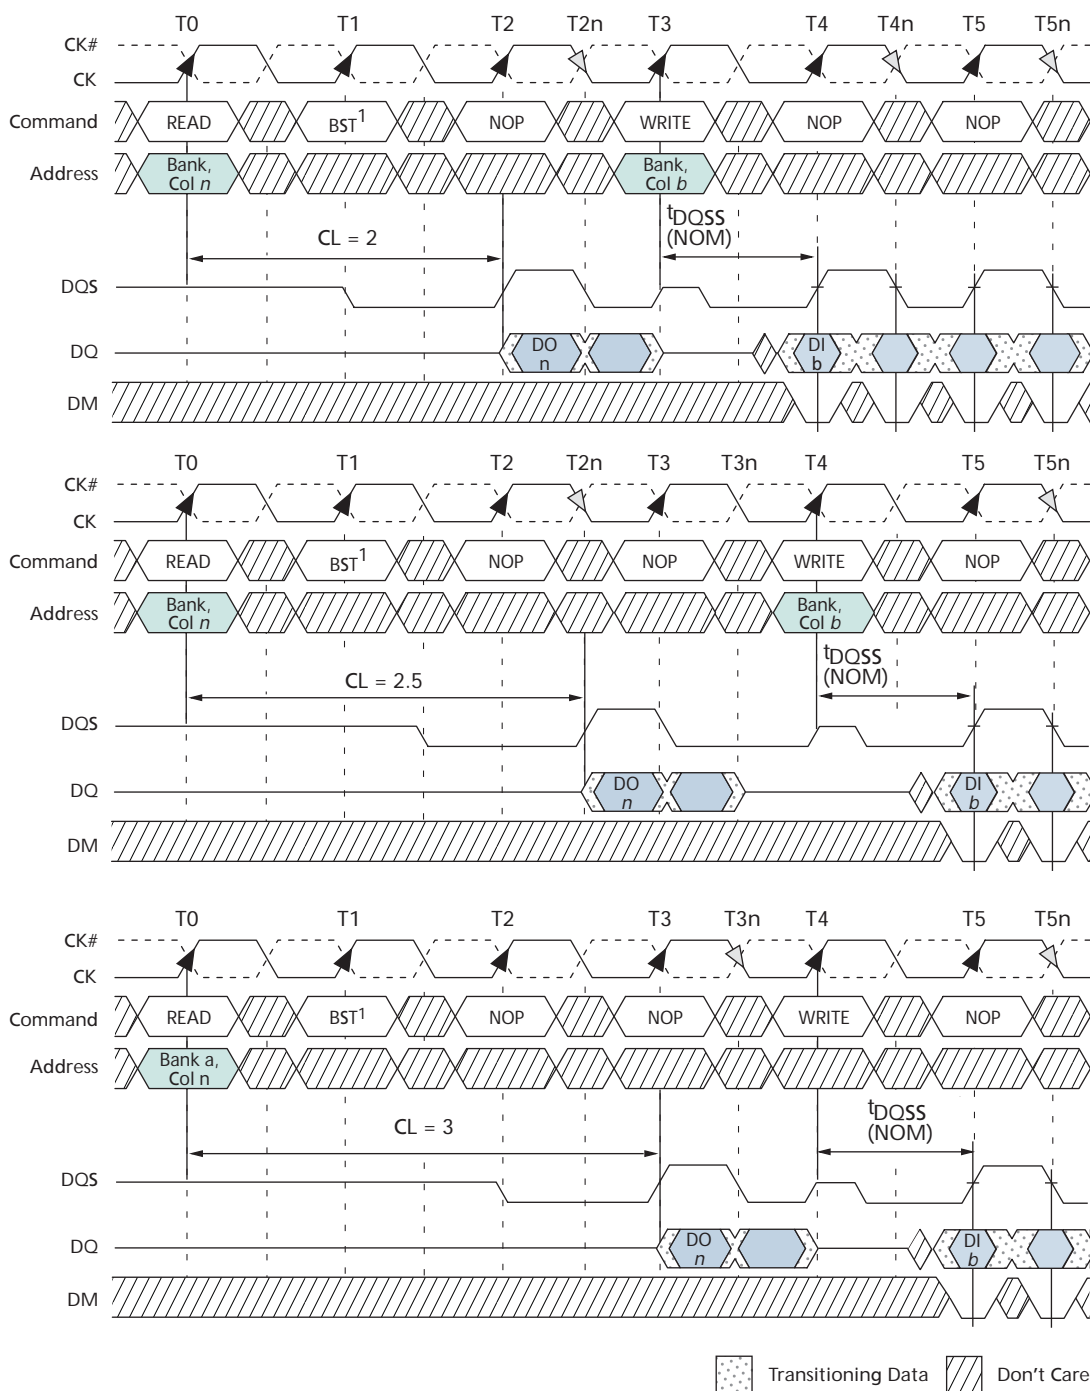 T0 T1 T2 T2n T3 T4 T4n T5 T5n
CK#
CK
Command READ BST1 NOP WRITE NOP NOP
Address Bank, Col n Bank, Col b
CL = 2
tDQSS (NOM)
DQS
DQ DO n DI b
DM
T0 T1 T2 T2n T3 T3n T4 T5 T5n
CK#
CK
Command READ BST1 NOP NOP WRITE NOP
Address Bank, Col n Bank, Col b
CL = 2.5
tDQSS (NOM)
DQS
DQ DO n DI b
DM
T0 T1 T2 T3 T3n T4 T5 T5n
CK#
CK
Command READ BST1 NOP NOP WRITE NOP
Address Bank a, Col n
CL = 3
tDQSS (NOM)
DQS
DQ DO n DI b
DM
Transitioning Data Don't Care